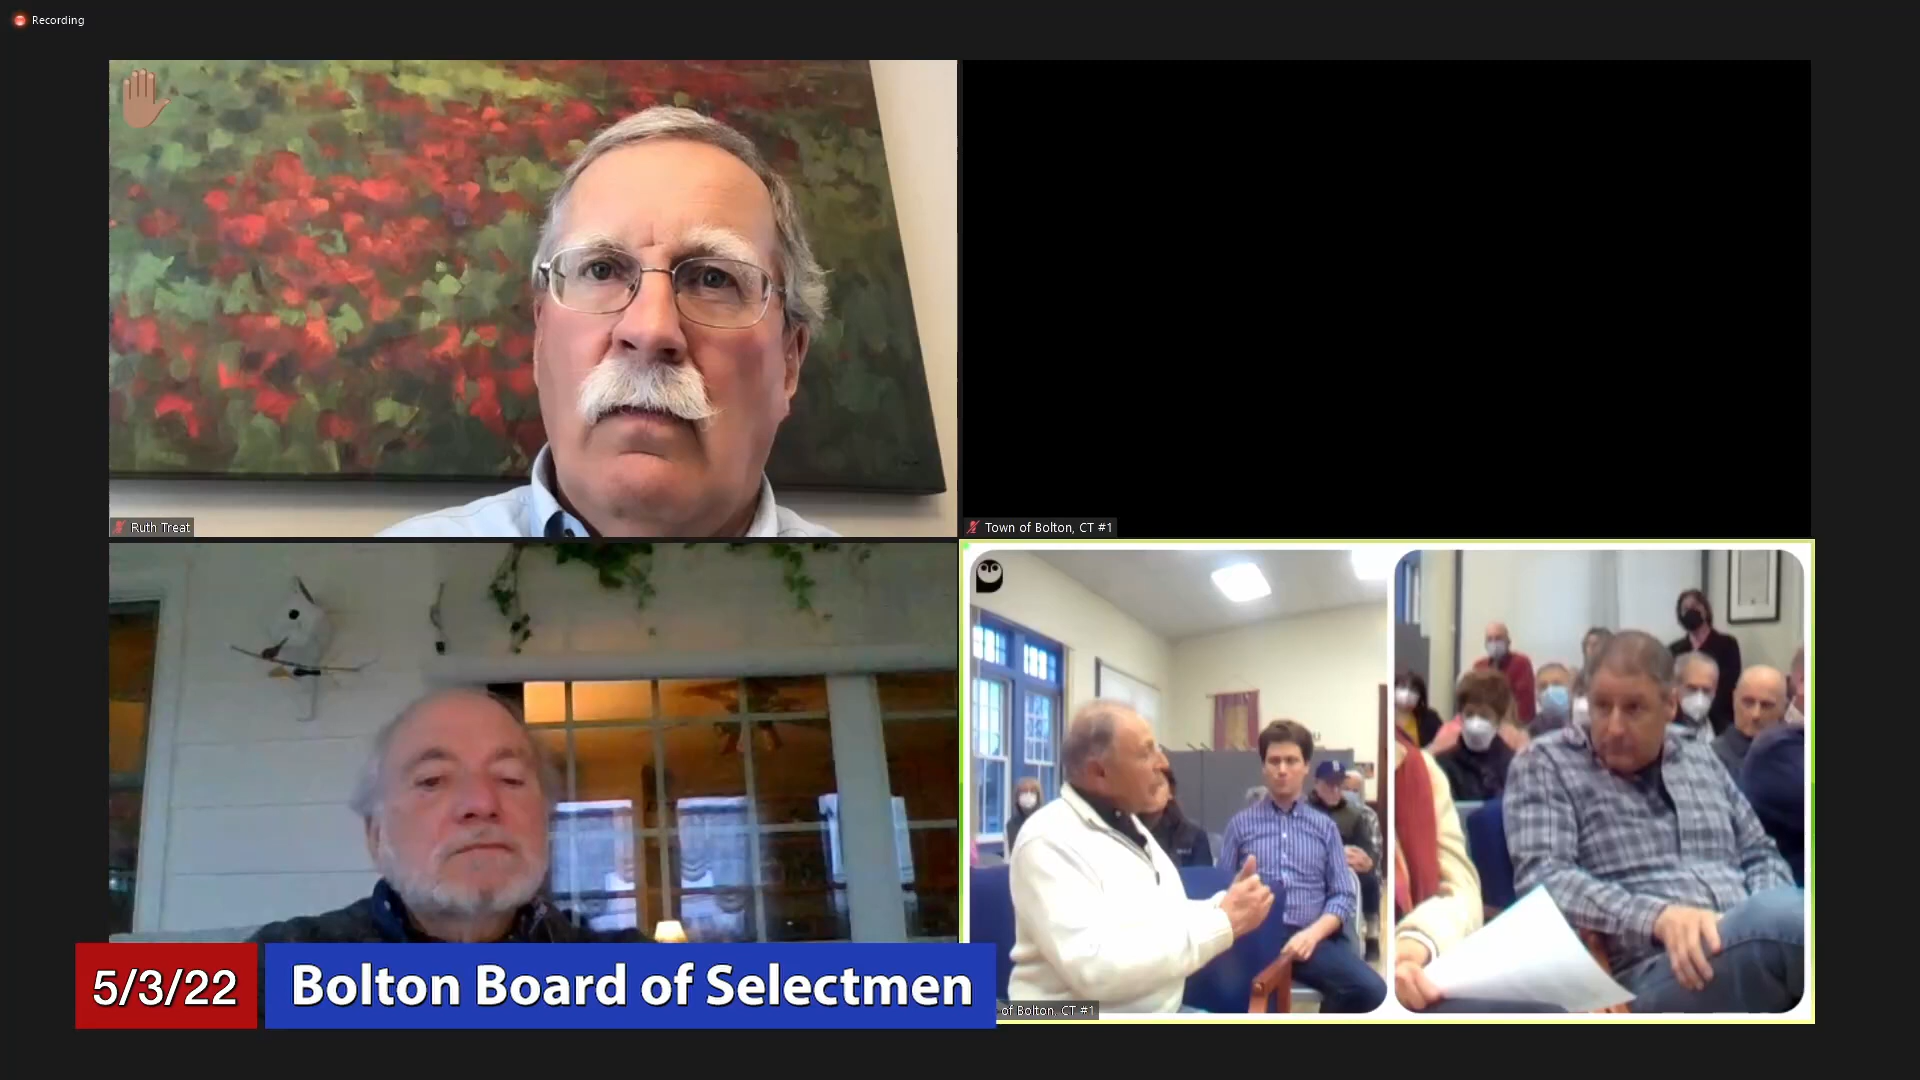 Recording
Ruth Treat
Town of Bolton, CT #1
of Bolton, CT #1
5/3/22
Bolton Board of Selectmen